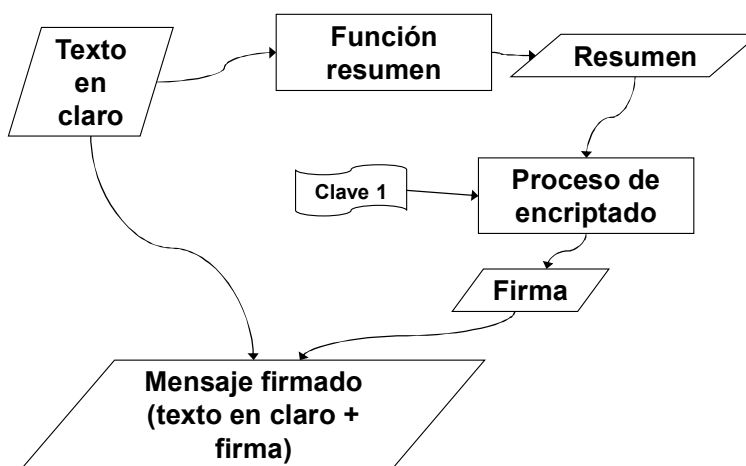 Texto
en
claro
Función
resumen
Resumen
Clave 1
Proceso de
encriptado
Firma
Mensaje firmado
(texto en claro +
firma)